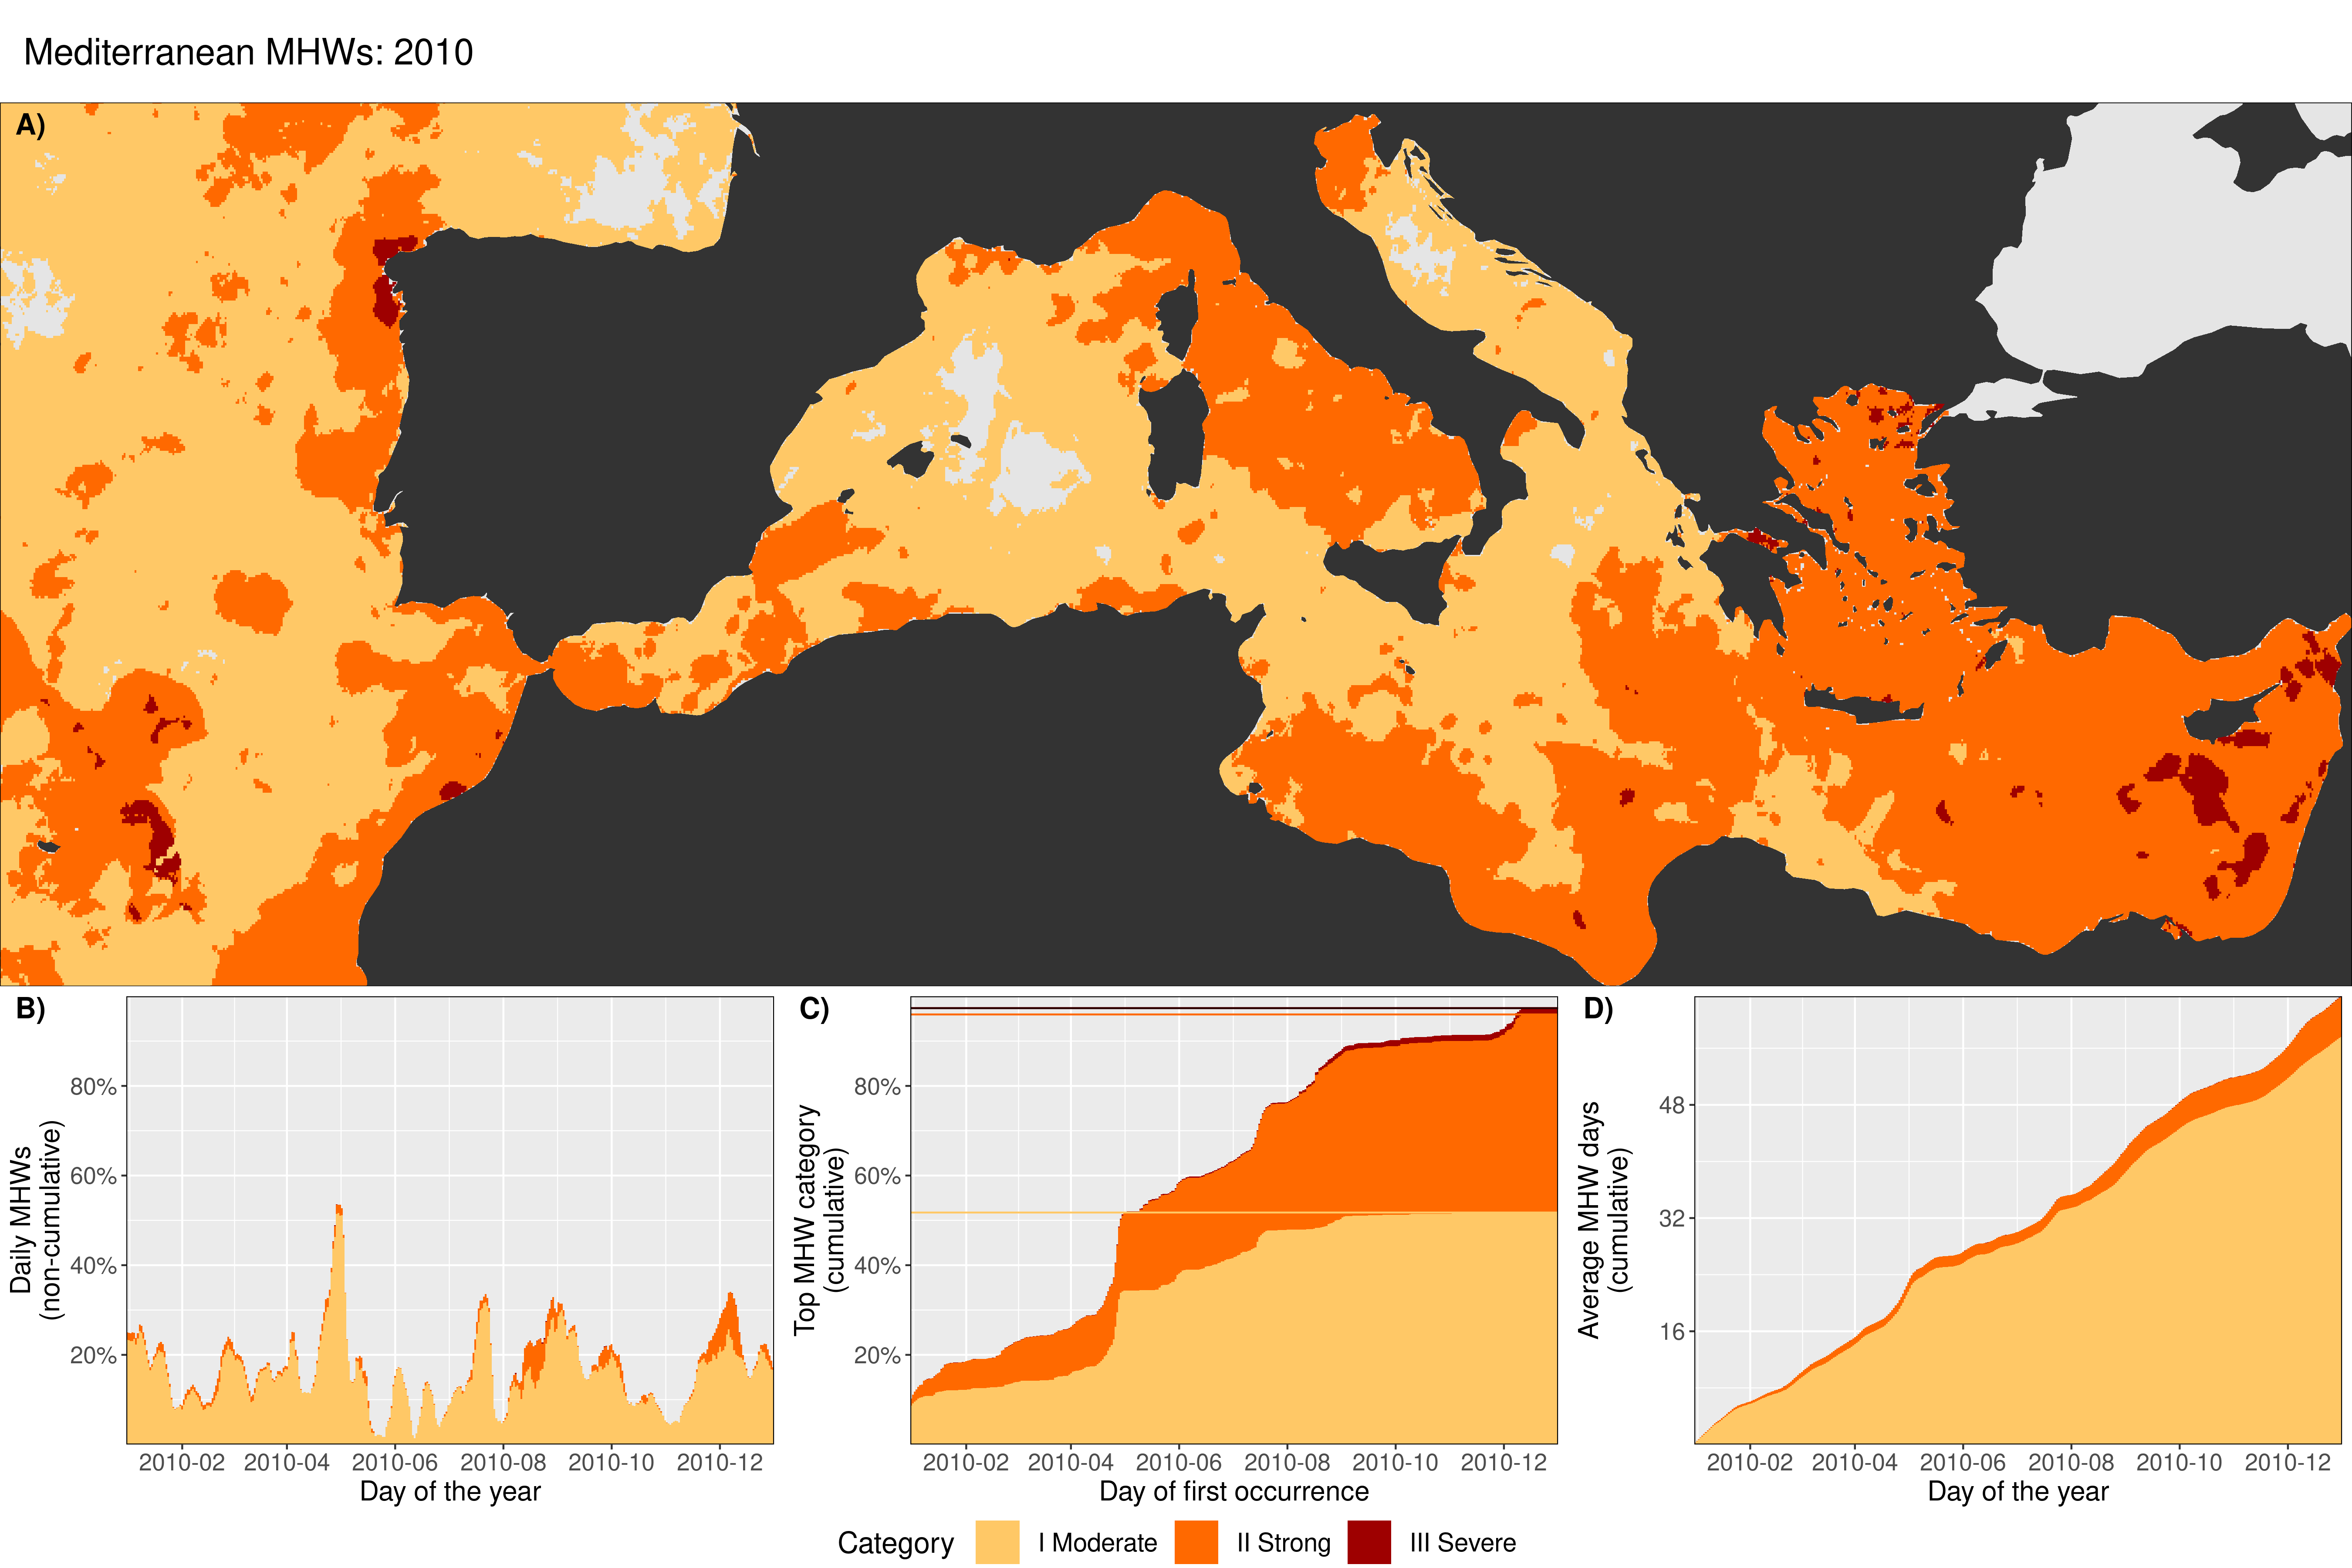 Mediterranean MHWs: 2010
A)
B)
Daily MHWs
(non-cumulative)
80%
60%
40%
20%
2010-02 2010-04 2010-06 2010-08 2010-10 2010-12
Day of the year
C)
Top MHW category
(cumulative)
80%
60%
40%
20%
2010-02 2010-04 2010-06 2010-08 2010-10 2010-12
Day of first occurrence
D)
Average MHW days
(cumulative)
48
32
16
2010-02 2010-04 2010-06 2010-08 2010-10 2010-12
Day of the year
Category I Moderate II Strong III Severe